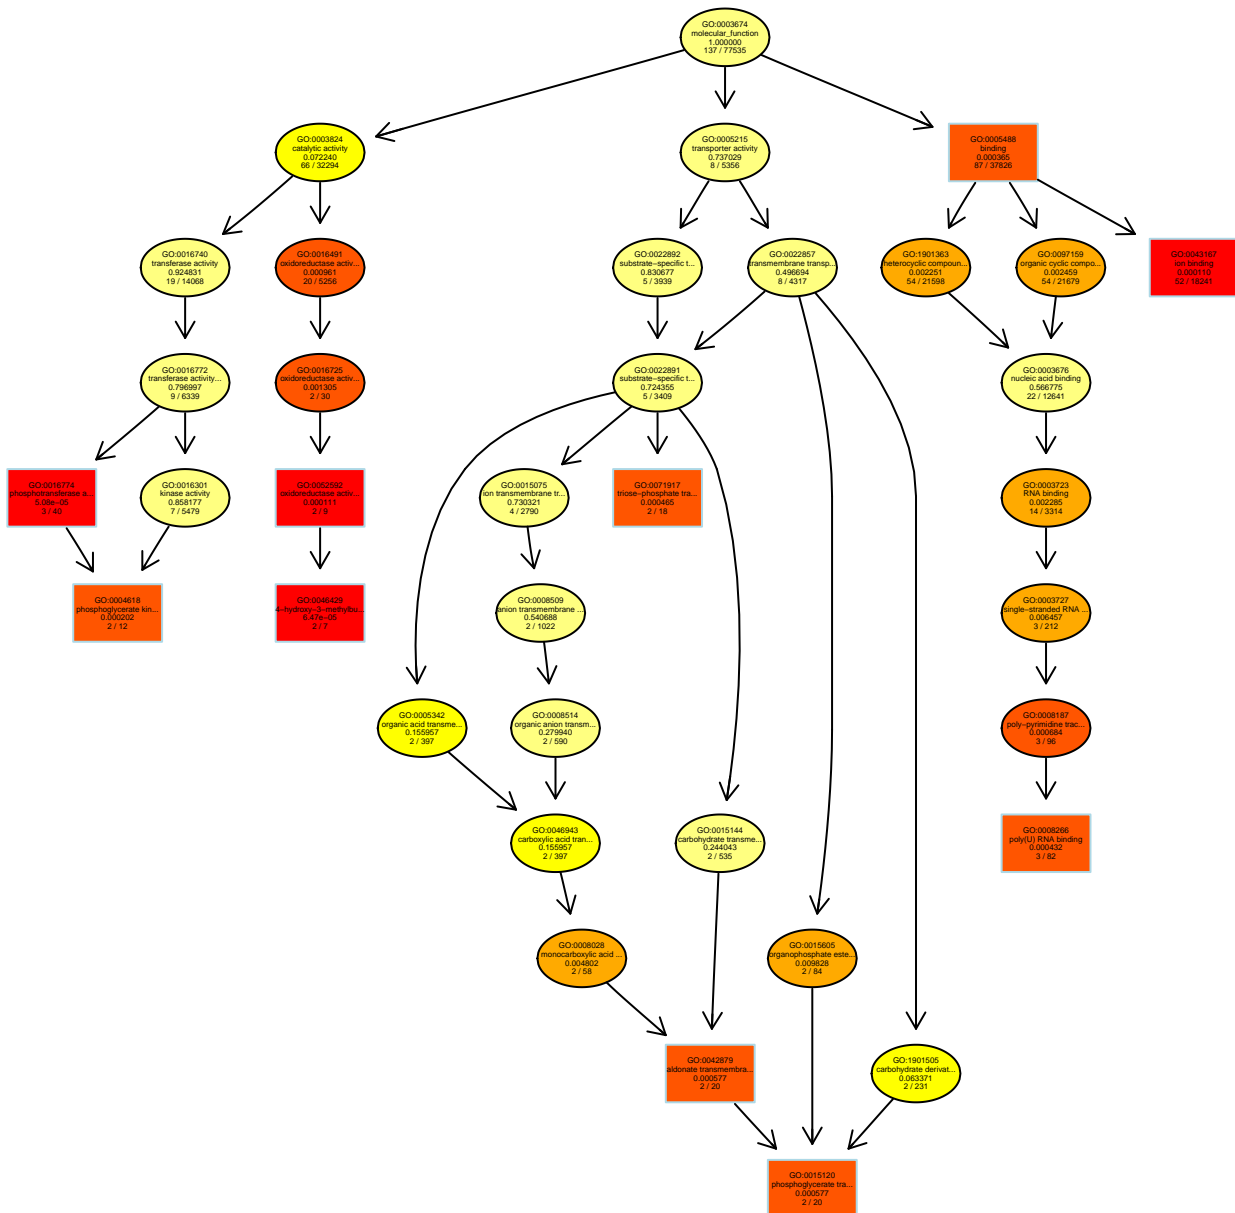 GO:0003674
molecular_function
1.000000
137 / 77535
GO:0003824
catalytic activity
0.072240
66 / 32294
GO:0005215
transporter activity
0.737029
8 / 5356
GO:0005488
binding
0.000365
87 / 37826
GO:0016740
transferase activity
0.924831
19 / 14068
GO:0016491
oxidoreductase activ...
0.000961
20 / 5256
GO:0022892
substrate−specific t...
0.830677
5 / 3939
GO:0022857
transmembrane transp...
0.496694
8 / 4317
GO:1901363
heterocyclic compoun...
0.002251
54 / 21598
GO:0097159
organic cyclic compo...
0.002459
54 / 21679
GO:0043167
ion binding
0.000110
52 / 18241
GO:0016772
transferase activity...
0.796997
9 / 6339
GO:0016725
oxidoreductase activ...
0.001305
2 / 30
GO:0022891
substrate−specific t...
0.724355
5 / 3409
GO:0003676
nucleic acid binding
0.566775
22 / 12641
GO:0016774
phosphotransferase a...
5.08e−05
3 / 40
GO:0016301
kinase activity
0.858177
7 / 5479
GO:0052592
oxidoreductase activ...
0.000111
2 / 9
GO:0015075
ion transmembrane tr...
0.730321
4 / 2790
GO:0071917
triose−phosphate tra...
0.000465
2 / 18
GO:0003723
RNA binding
0.002285
14 / 3314
GO:0004618
phosphoglycerate kin...
0.000202
2 / 12
GO:0046429
4−hydroxy−3−methylbu...
6.47e−05
2 / 7
GO:0008509
anion transmembrane ...
0.540688
2 / 1022
GO:0003727
single−stranded RNA ...
0.006457
3 / 212
GO:0005342
organic acid transme...
0.155957
2 / 397
GO:0008514
organic anion transm...
0.279940
2 / 590
GO:0008187
poly−pyrimidine trac...
0.000684
3 / 96
GO:0046943
carboxylic acid tran...
0.155957
2 / 397
GO:0015144
carbohydrate transme...
0.244043
2 / 535
GO:0008266
poly(U) RNA binding
0.000432
3 / 82
GO:0008028
monocarboxylic acid ...
0.004802
2 / 58
GO:0015605
organophosphate este...
0.009828
2 / 84
GO:0042879
aldonate transmembra...
0.000577
2 / 20
GO:1901505
carbohydrate derivat...
0.063371
2 / 231
GO:0015120
phosphoglycerate tra...
0.000577
2 / 20